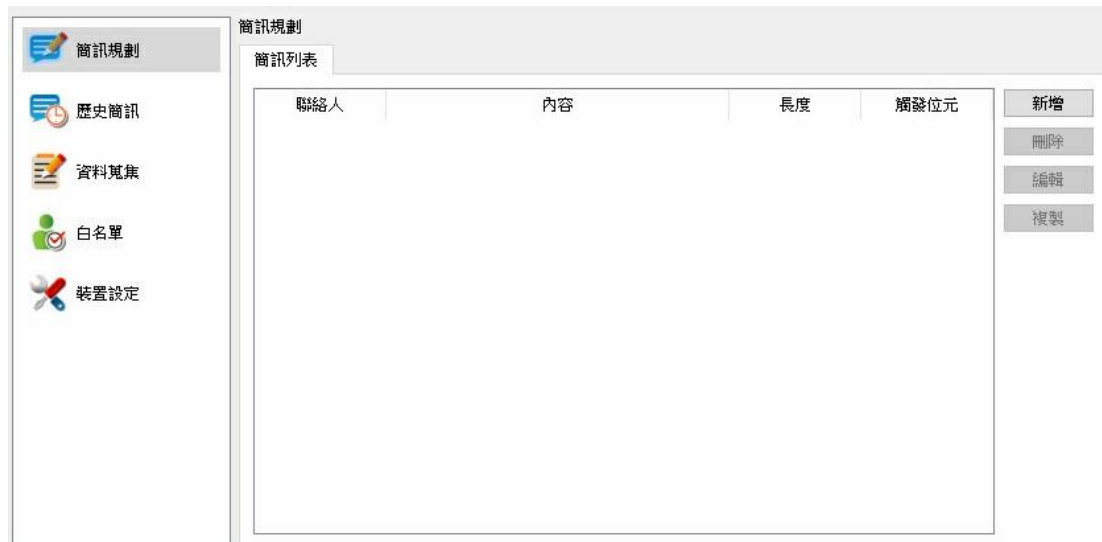 簡訊規劃
歷史簡訊
資料蒐集
白名單
裝置設定
簡訊規劃
簡訊列表
聯絡人 內容 長度 觸發位元
新增
刪除
編輯
複製